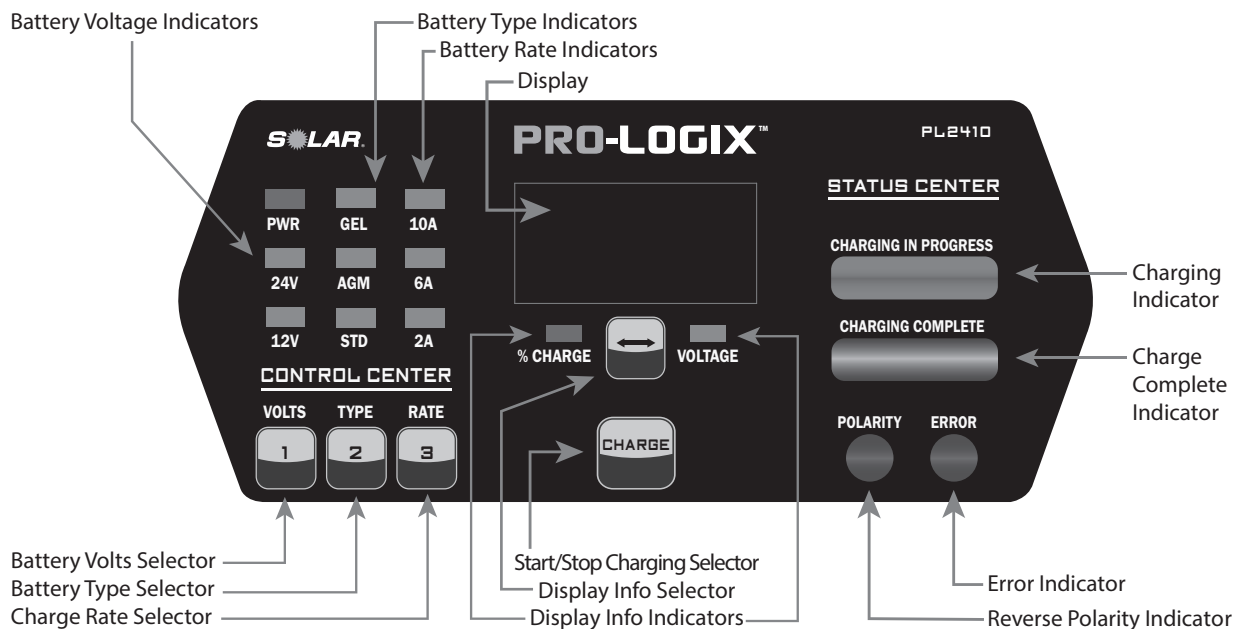 Battery Voltage Indicators
Battery Type Indicators
Battery Rate Indicators
Display
SOLAR.
PRO-LOGIX™
PL2410
STATUS CENTER
PWR GEL 10A
CHARGING IN PROGRESS
24V AGM 6A
Charging
Indicator
12V STD 2A
% CHARGE VOLTAGE
CHARGING COMPLETE
Charge
Complete
Indicator
CONTROL CENTER
VOLTS TYPE RATE
1 2 3
CHARGE
POLARITY ERROR
Battery Volts Selector
Battery Type Selector
Charge Rate Selector
Start/Stop Charging Selector
Display Info Selector
Display Info Indicators
Error Indicator
Reverse Polarity Indicator